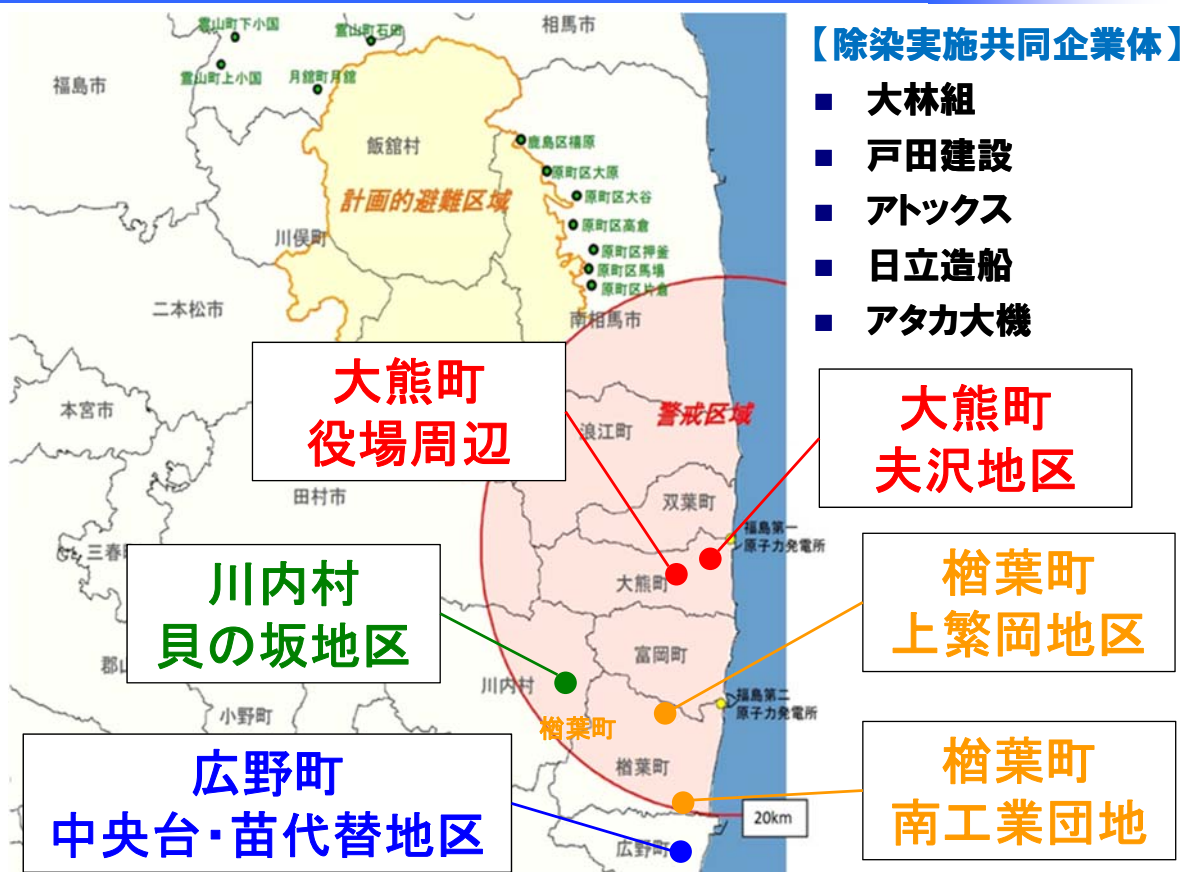 【除染実施共同企業体】
■ 大林組
■ 戸田建設
■ アトックス
■ 日立造船
■ アタカ大機
霊山町下小国
霊山町石田
相馬市
霊山町上小国
月舘町月舘
福島市
飯舘村
鹿島区橲原
計画的避難区域
原町区大原
原町区大谷
原町区高倉
川俣町
原町区押釜
原町区馬場
原町区片倉
二本松市
南相馬市
大熊町
役場周辺
警戒区域
大熊町
夫沢地区
本宮市
浪江町
田村市
双葉町
福島第一
原子力発電所
三春
大熊町
川内村
貝の坂地区
楢葉町
上繁岡地区
郡山
川内村
富岡町
福島第二
原子力発電所
小野町
楢葉町
楢葉町
広野町
中央台・苗代替地区
楢葉町
南工業団地
20km
広野町